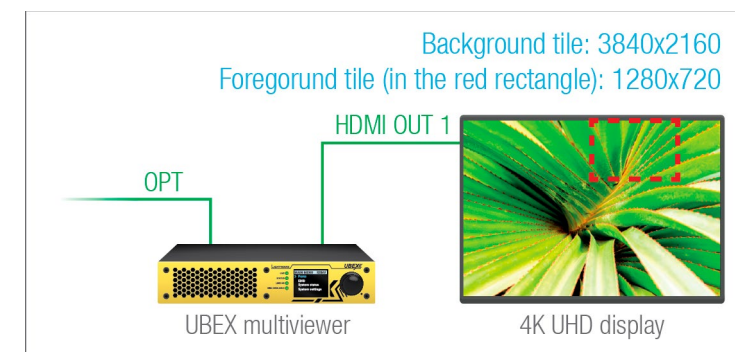 Background tile: 3840x2160
Foregorund tile (in the red rectangle): 1280x720
HDMI OUT 1
OPT
UBEX
UBEX multiviewer
4K UHD display